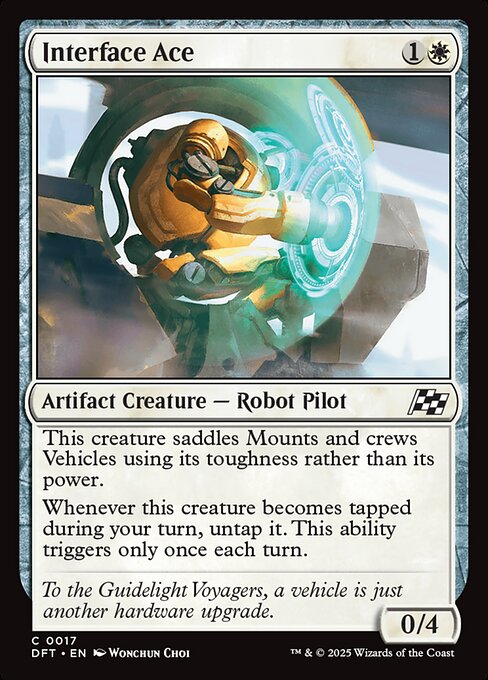 Interface Ace 1
Artifact Creature — Robot Pilot
This creature saddles Mounts and crews
Vehicles using its toughness rather than its
power.
Whenever this creature becomes tapped
during your turn, untap it. This ability
triggers only once each turn.
To the Guidelight Voyagers, a vehicle is just
another hardware upgrade.
0/4
C 0017
DFT • EN Wonchun Choi
™ & © 2025 Wizards of the Coast